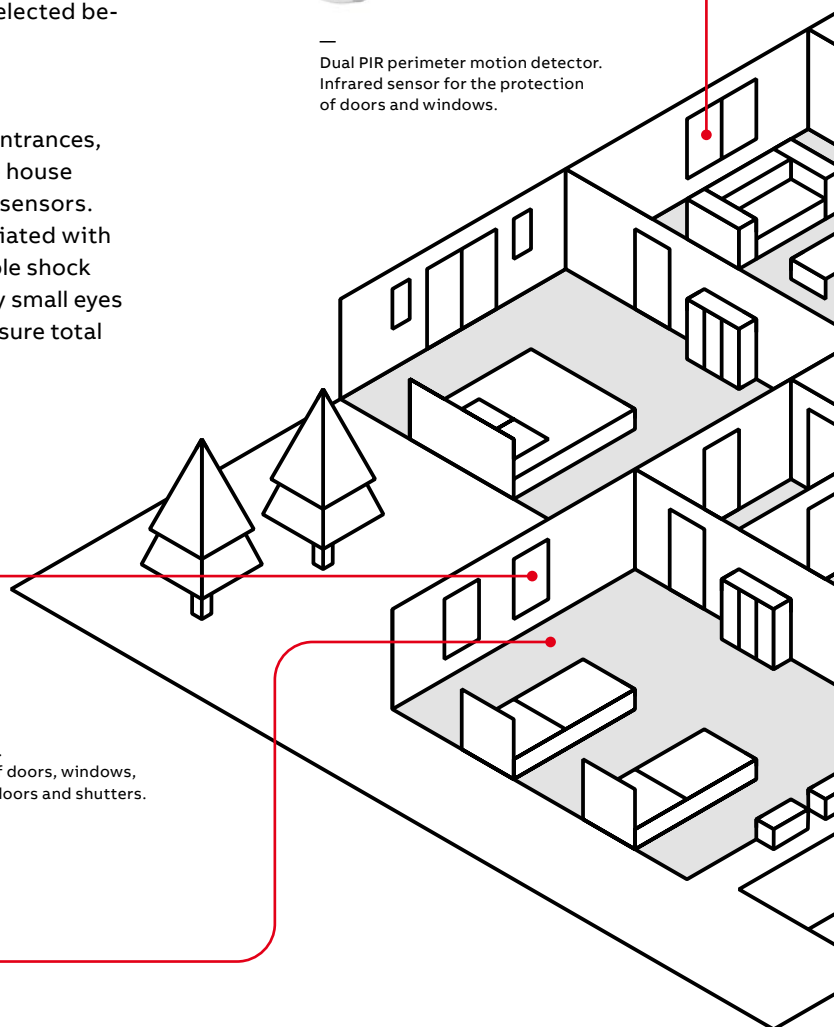 elected be-
ntrances,
house
sensors.
iated with
le shock
y small eyes
sure total
—
Dual PIR perimeter motion detector.
Infrared sensor for the protection
of doors and windows.
f doors, windows,
doors and shutters.